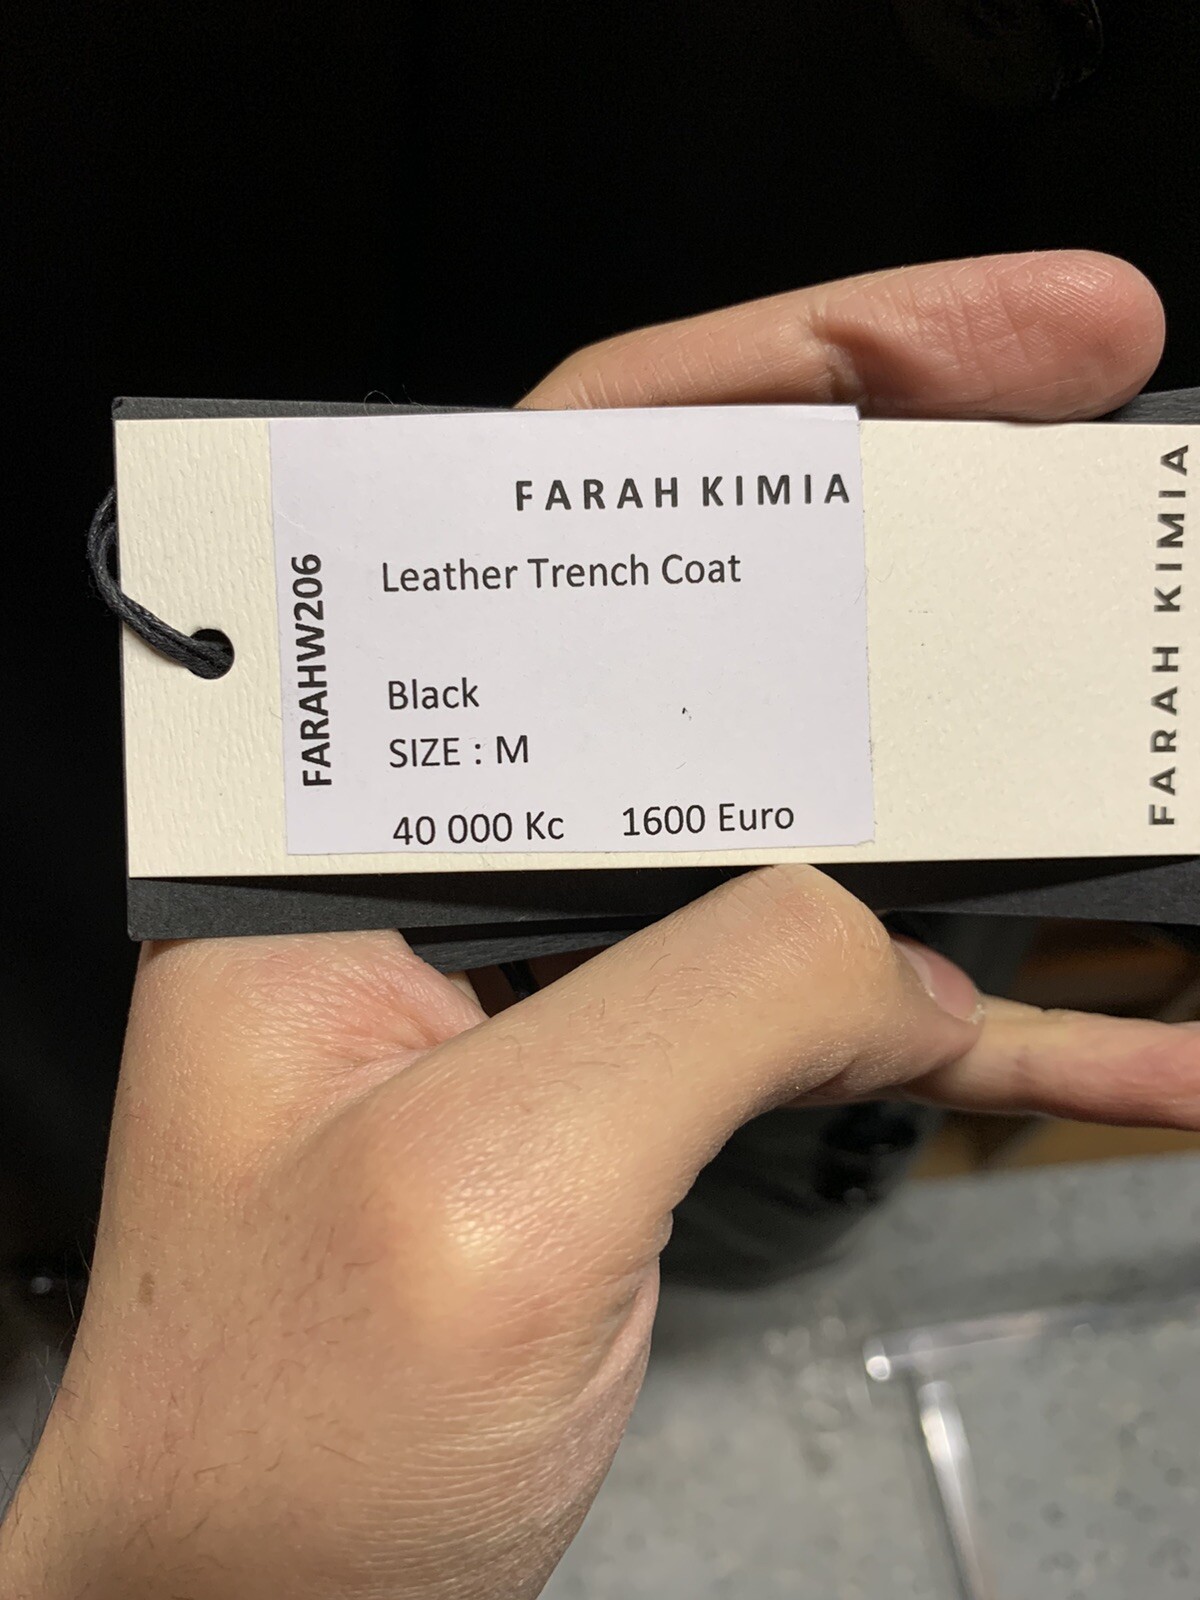 FARAH KIMIA
Leather Trench Coat
Black
SIZE : M
40 000 Kc 1600 Euro
FARAHW206
FARAH KIMIA